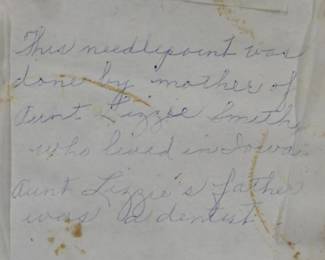 This needlepoint was
done by mother of
Aunt Lizzie Smith,
who lived in Iowa.
Aunt Lizzie's father
was a dentist.